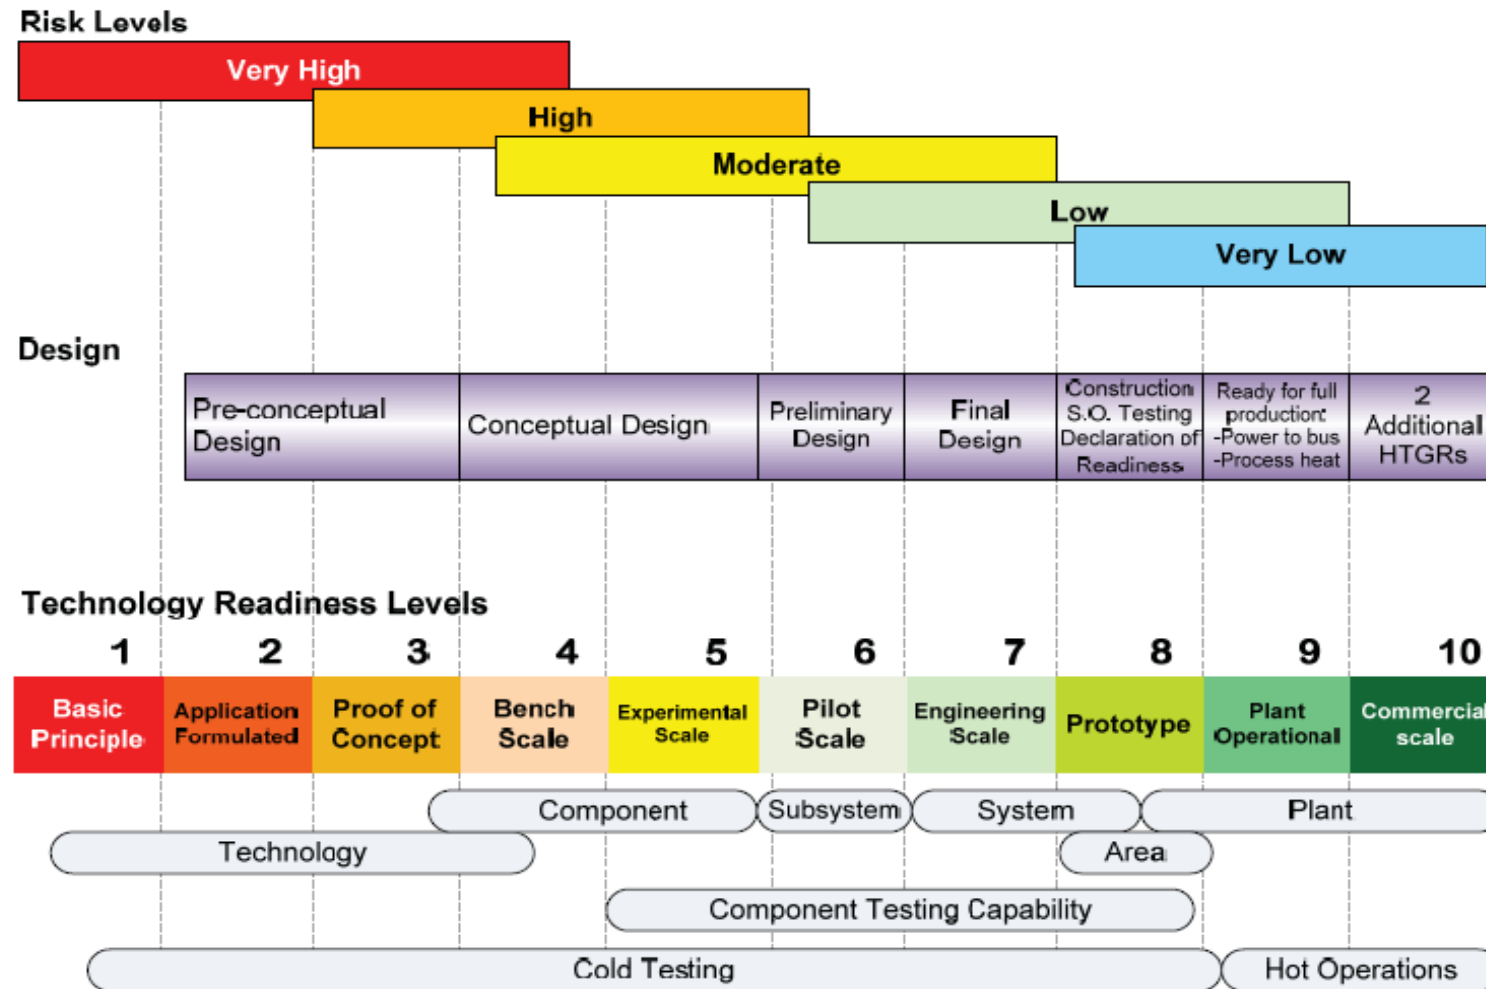 Risk Levels
Very High
High
Moderate
Low
Very Low
Design
Pre-conceptual
Design
Conceptual Design
Preliminary
Design
Final
Design
Construction
S.O. Testing
Declaration of
Readiness
Ready for full
production:
-Power to bus
-Process heat
2
Additional
HTGRs
Technology Readiness Levels
1 2 3 4 5 6 7 8 9 10
Basic
Principle
Application
Formulated
Proof of
Concept
Bench
Scale
Experimental
Scale
Pilot
Scale
Engineering
Scale
Prototype
Plant
Operational
Commercial
scale
Component
Subsystem
System
Plant
Technology
Area
Component Testing Capability
Cold Testing
Hot Operations